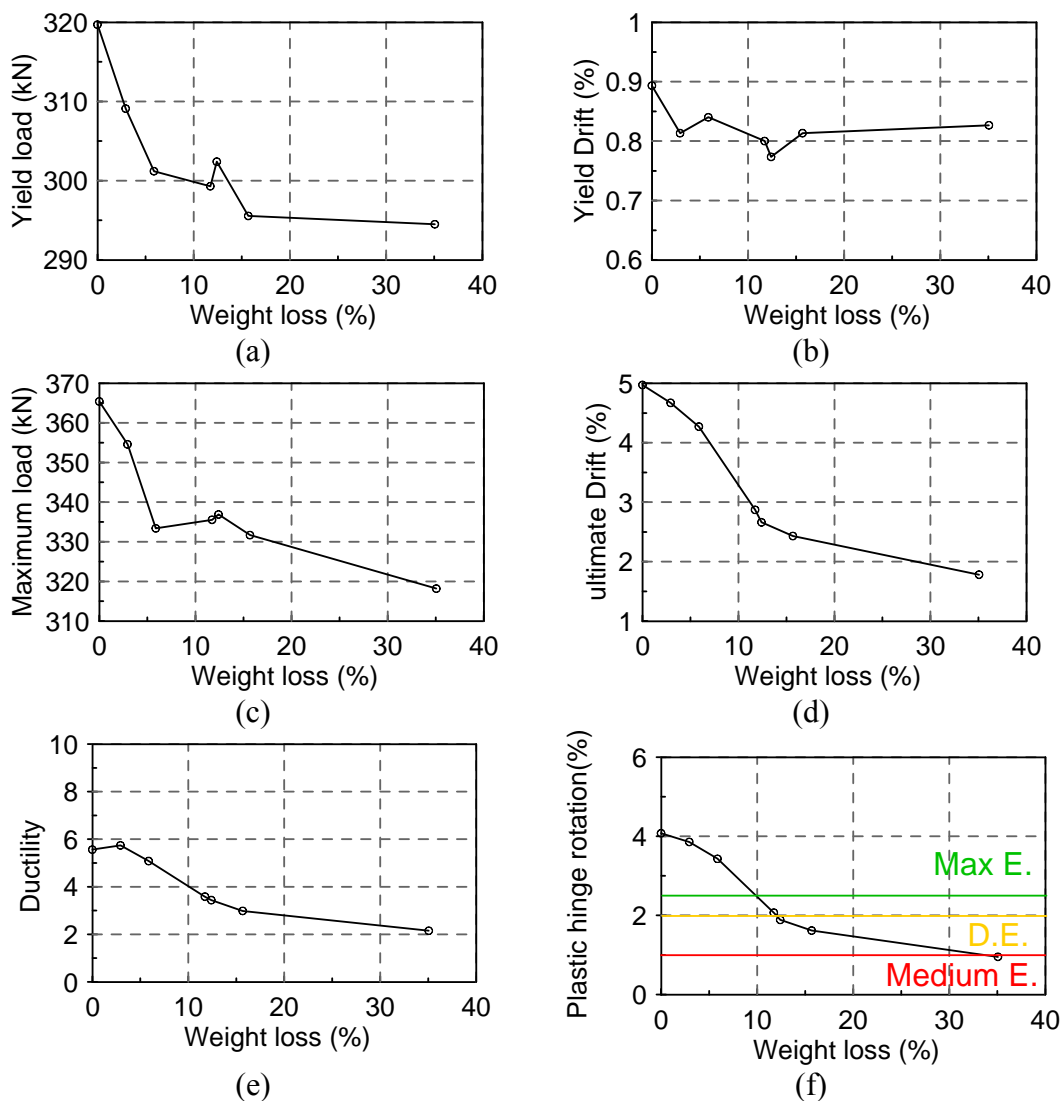 320
310
300
290
Yield load (kN)
0 10 20 30 40
Weight loss (%)
(a)
1
0.9
0.8
0.7
0.6
Yield Drift (%)
0 10 20 30 40
Weight loss (%)
(b)
370
360
350
340
330
320
310
Maximum load (kN)
0 10 20 30 40
Weight loss (%)
(c)
5
4
3
2
1
ultimate Drift (%)
0 10 20 30 40
Weight loss (%)
(d)
10
8
6
4
2
0
Ductility
0 10 20 30 40
Weight loss (%)
(e)
6
4
2
0
Plastic hinge rotation(%)
Max E.
D.E.
Medium E.
0 10 20 30 40
Weight loss (%)
(f)